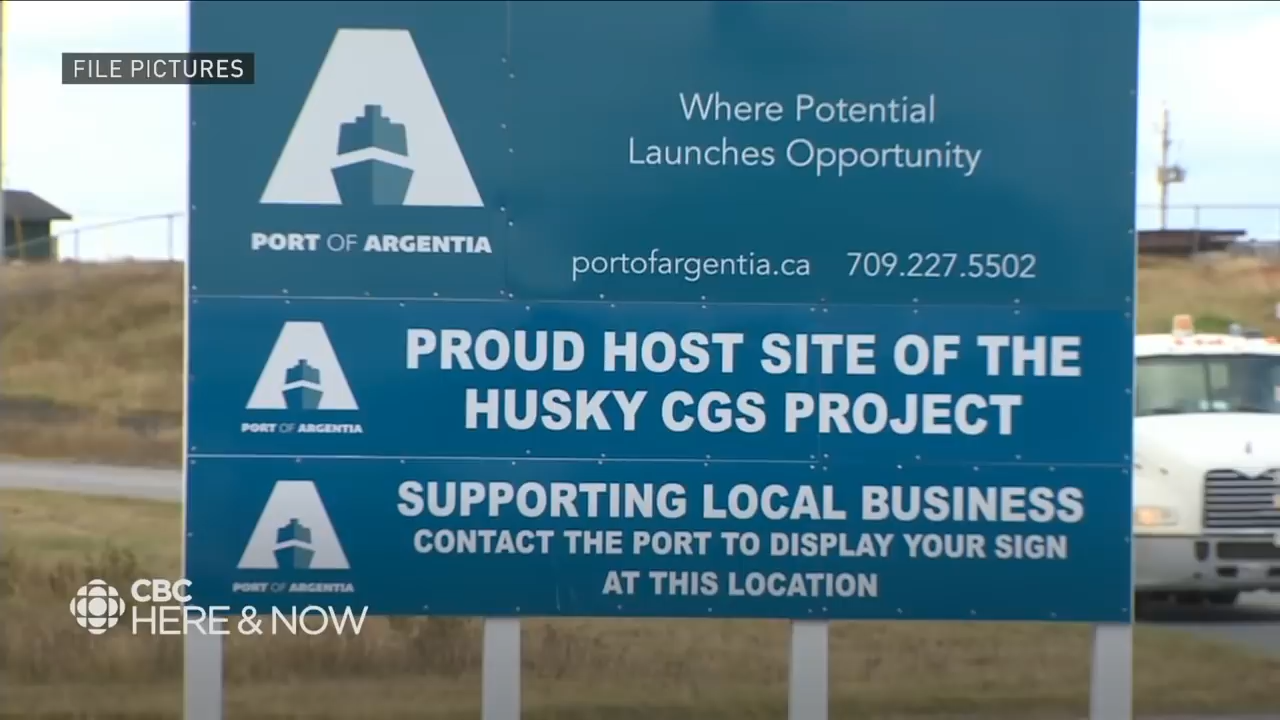 FILE PICTURES
Where Potential
Launches Opportunity
PORT OF ARGENTIA
portofargentia.ca 709.227.5502
PROUD HOST SITE OF THE
HUSKY CGS PROJECT
PORT OF ARGENTIA
SUPPORTING LOCAL BUSINESS
CONTACT THE PORT TO DISPLAY YOUR SIGN
AT THIS LOCATION
PORT OF ARGENTIA
CBC
HERE & NOW